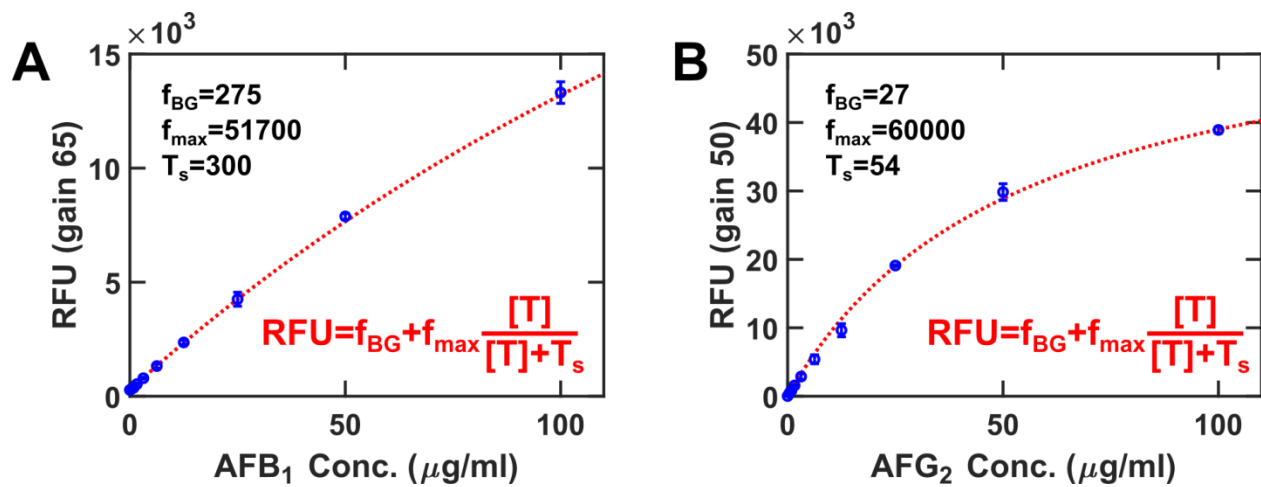 A
×10³
15
10
5
0
RFU (gain 65)
f_BG=275
f_max=51700
T_s=300
RFU=f_BG+f_max [T]/([T]+T_s)
0 50 100
AFB₁ Conc. (μg/ml)
B
×10³
50
40
30
20
10
0
RFU (gain 50)
f_BG=27
f_max=60000
T_s=54
RFU=f_BG+f_max [T]/([T]+T_s)
0 50 100
AFG₂ Conc. (μg/ml)